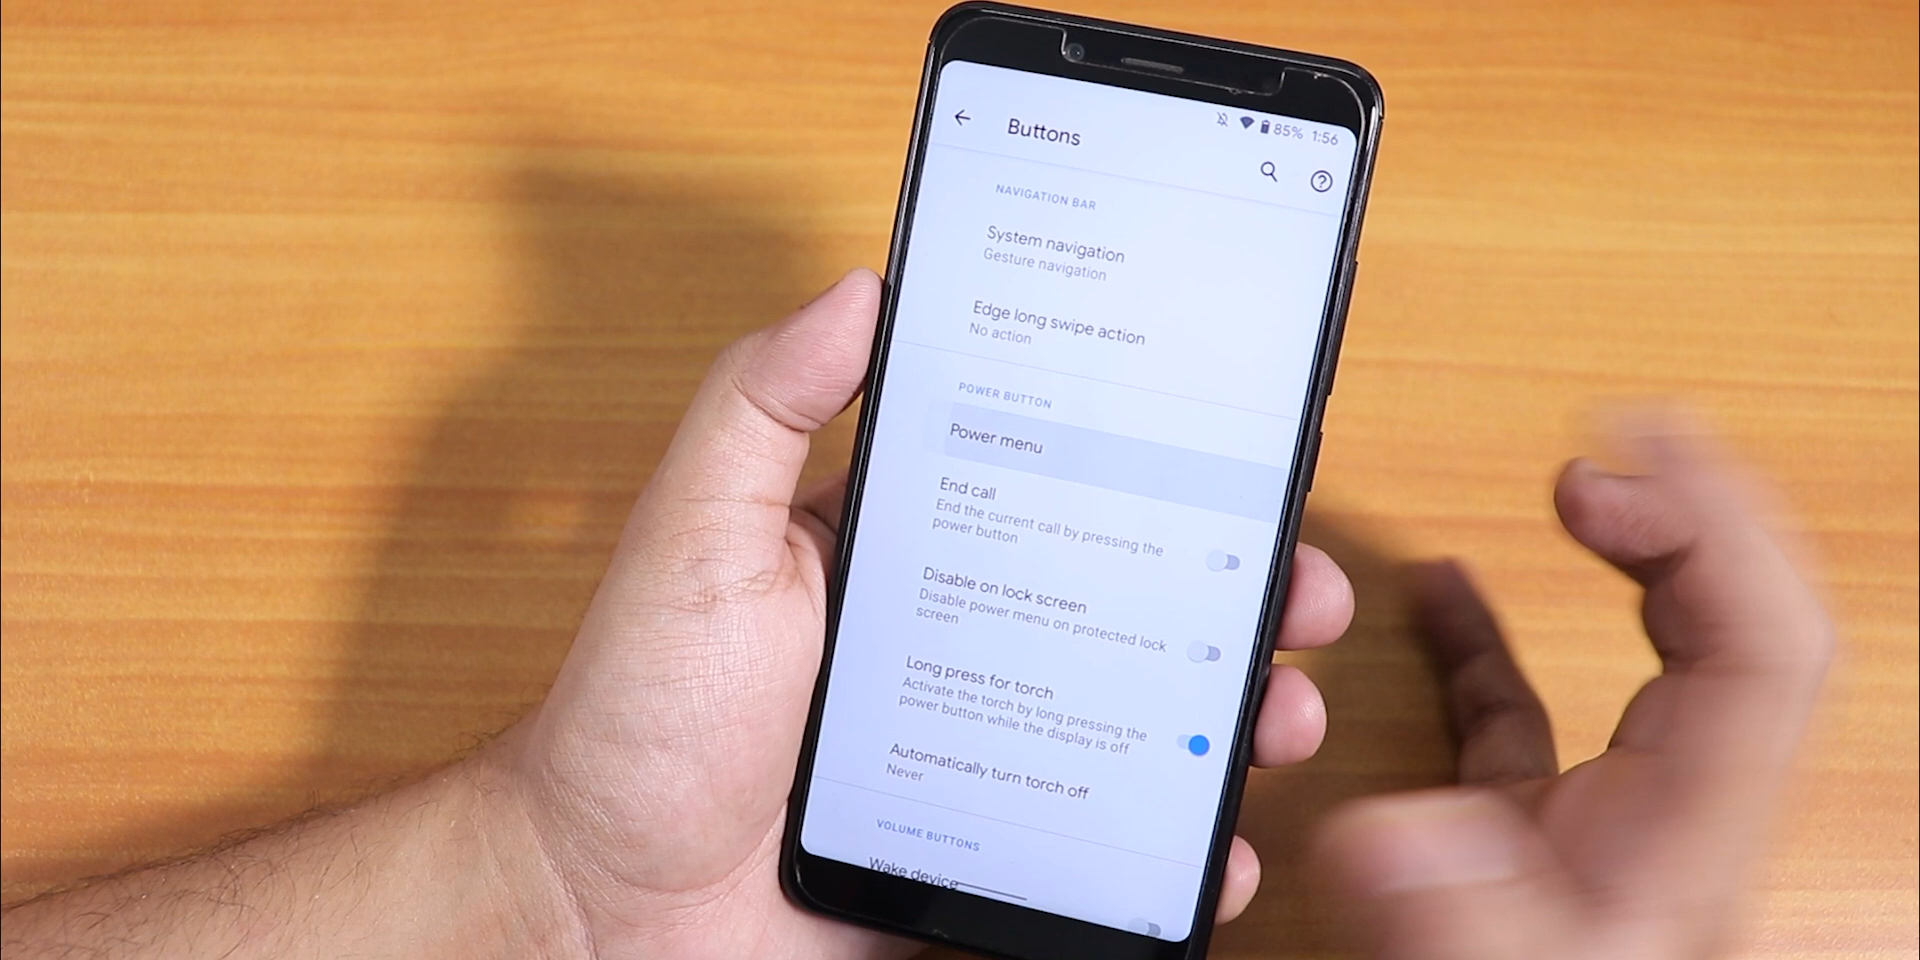 85% 1:56
Buttons
NAVIGATION BAR
System navigation
Gesture navigation
Edge long swipe action
No action
POWER BUTTON
Power menu
End call
End the current call by pressing the
power button
Disable on lock screen
Disable power menu on protected lock
screen
Long press for torch
Activate the torch by long pressing the
power button while the display is off
Automatically turn torch off
Never
VOLUME BUTTONS
Wake device